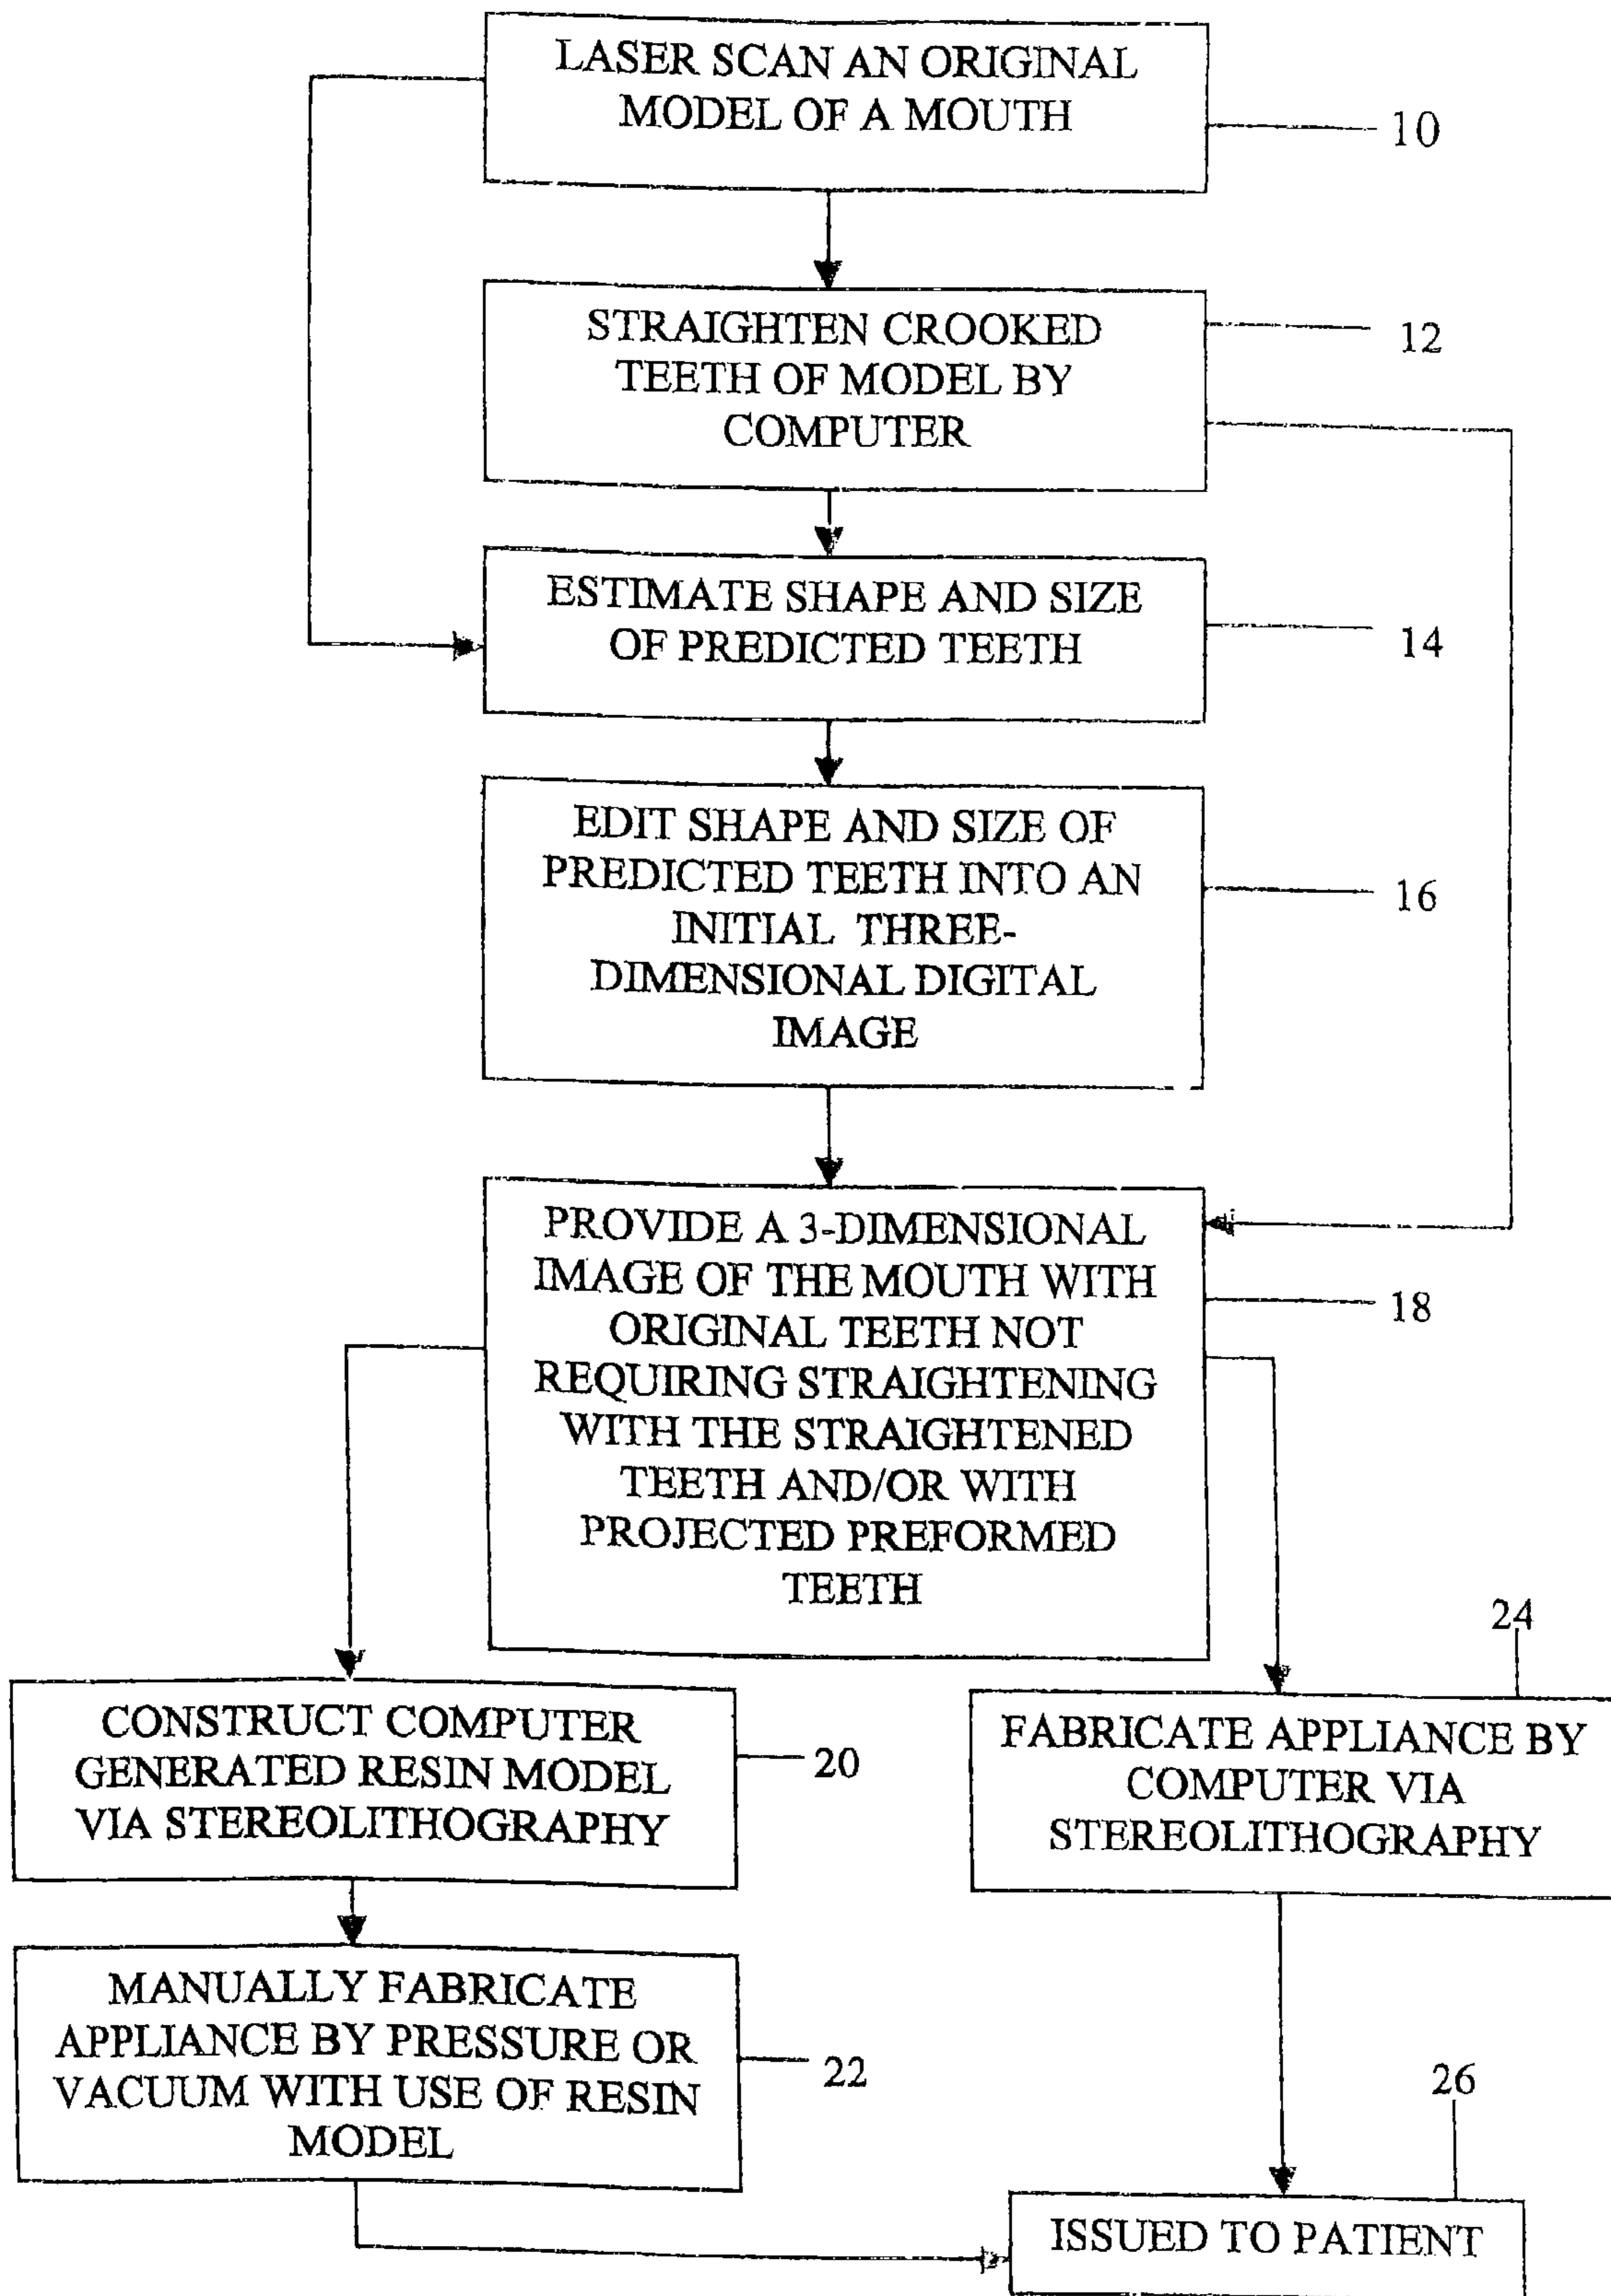 LASER SCAN AN ORIGINAL
MODEL OF A MOUTH
10
STRAIGHTEN CROOKED
TEETH OF MODEL BY
COMPUTER
12
ESTIMATE SHAPE AND SIZE
OF PREDICTED TEETH
14
EDIT SHAPE AND SIZE OF
PREDICTED TEETH INTO AN
INITIAL THREE-
DIMENSIONAL DIGITAL
IMAGE
16
PROVIDE A 3-DIMENSIONAL
IMAGE OF THE MOUTH WITH
ORIGINAL TEETH NOT
REQUIRING STRAIGHTENING
WITH THE STRAIGHTENED
TEETH AND/OR WITH
PROJECTED PREFORMED
TEETH
18
CONSTRUCT COMPUTER
GENERATED RESIN MODEL
VIA STEREOLITHOGRAPHY
20
24
FABRICATE APPLIANCE BY
COMPUTER VIA
STEREOLITHOGRAPHY
MANUALLY FABRICATE
APPLIANCE BY PRESSURE OR
VACUUM WITH USE OF RESIN
MODEL
22
26
ISSUED TO PATIENT